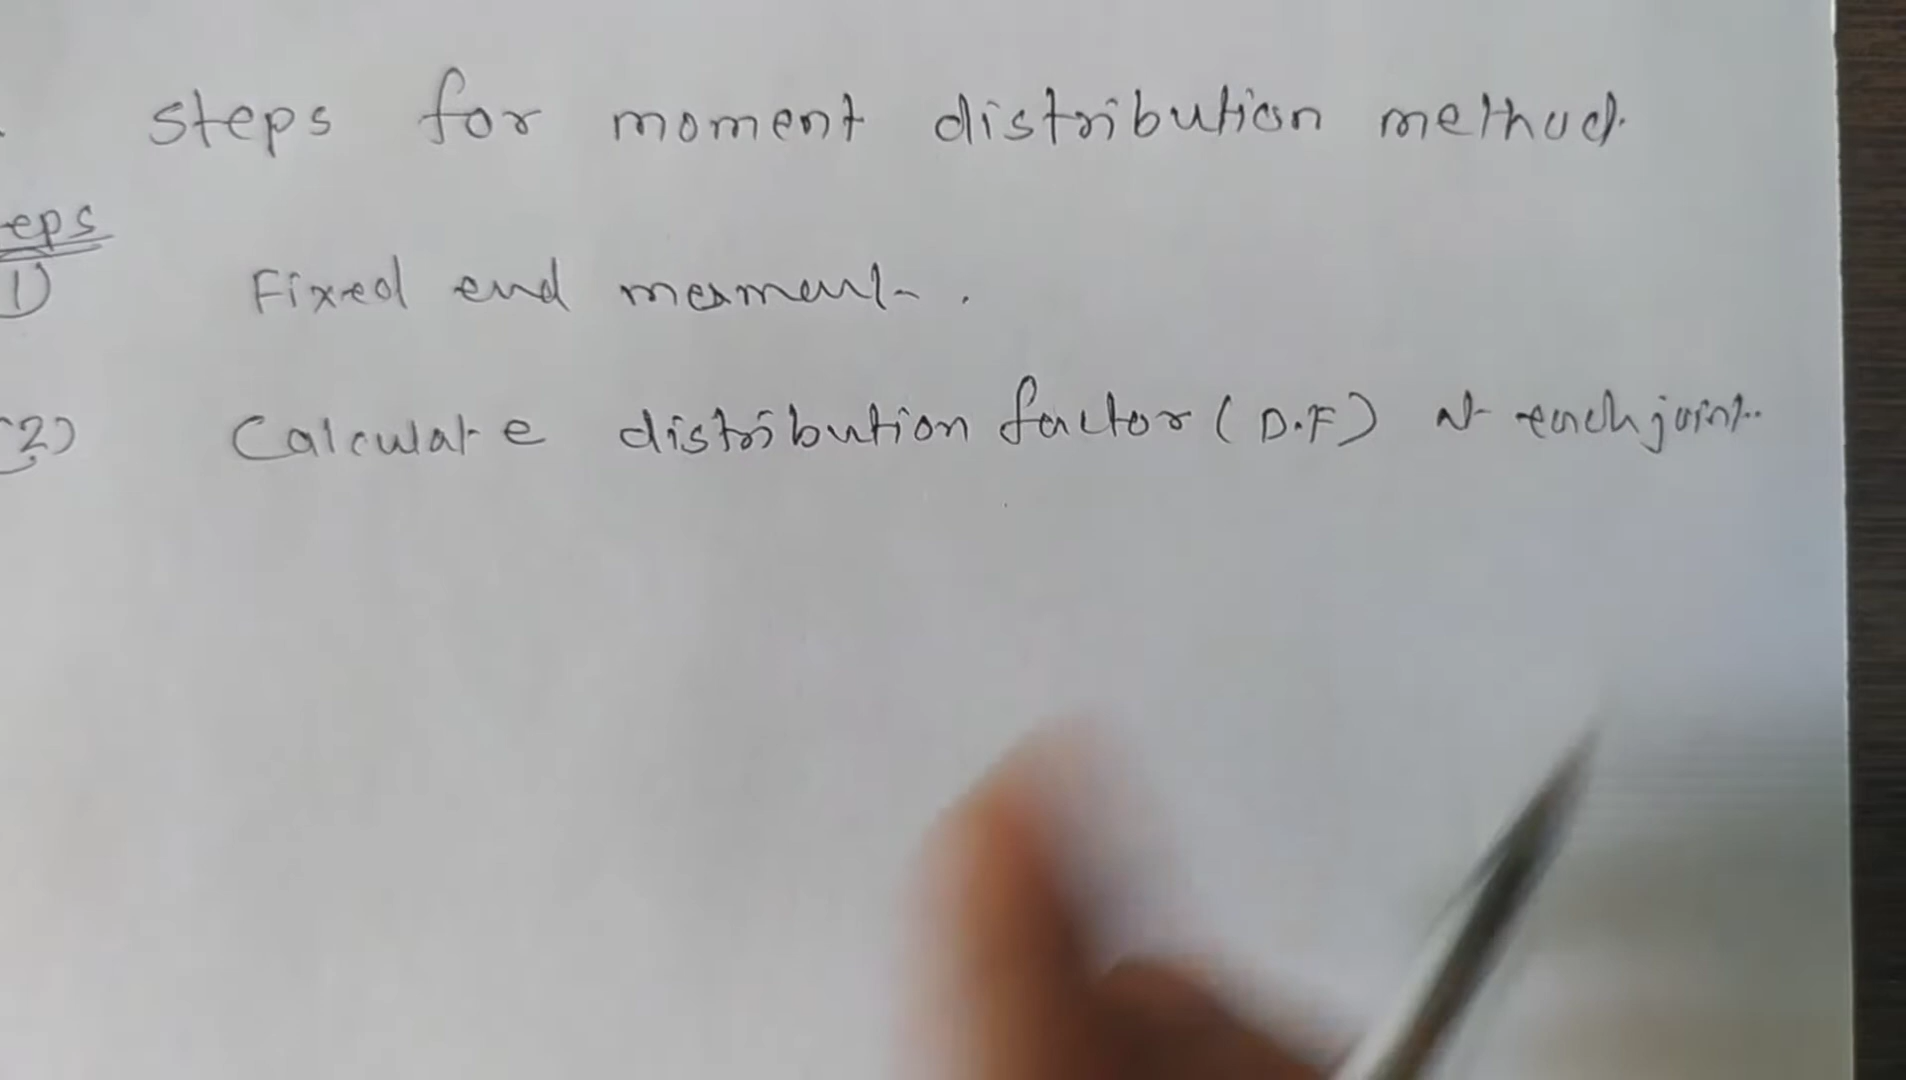 steps for moment distribution method.
eps
1) Fixed end moment.
(2) Calculate distribution factor (D.F) at each joint.